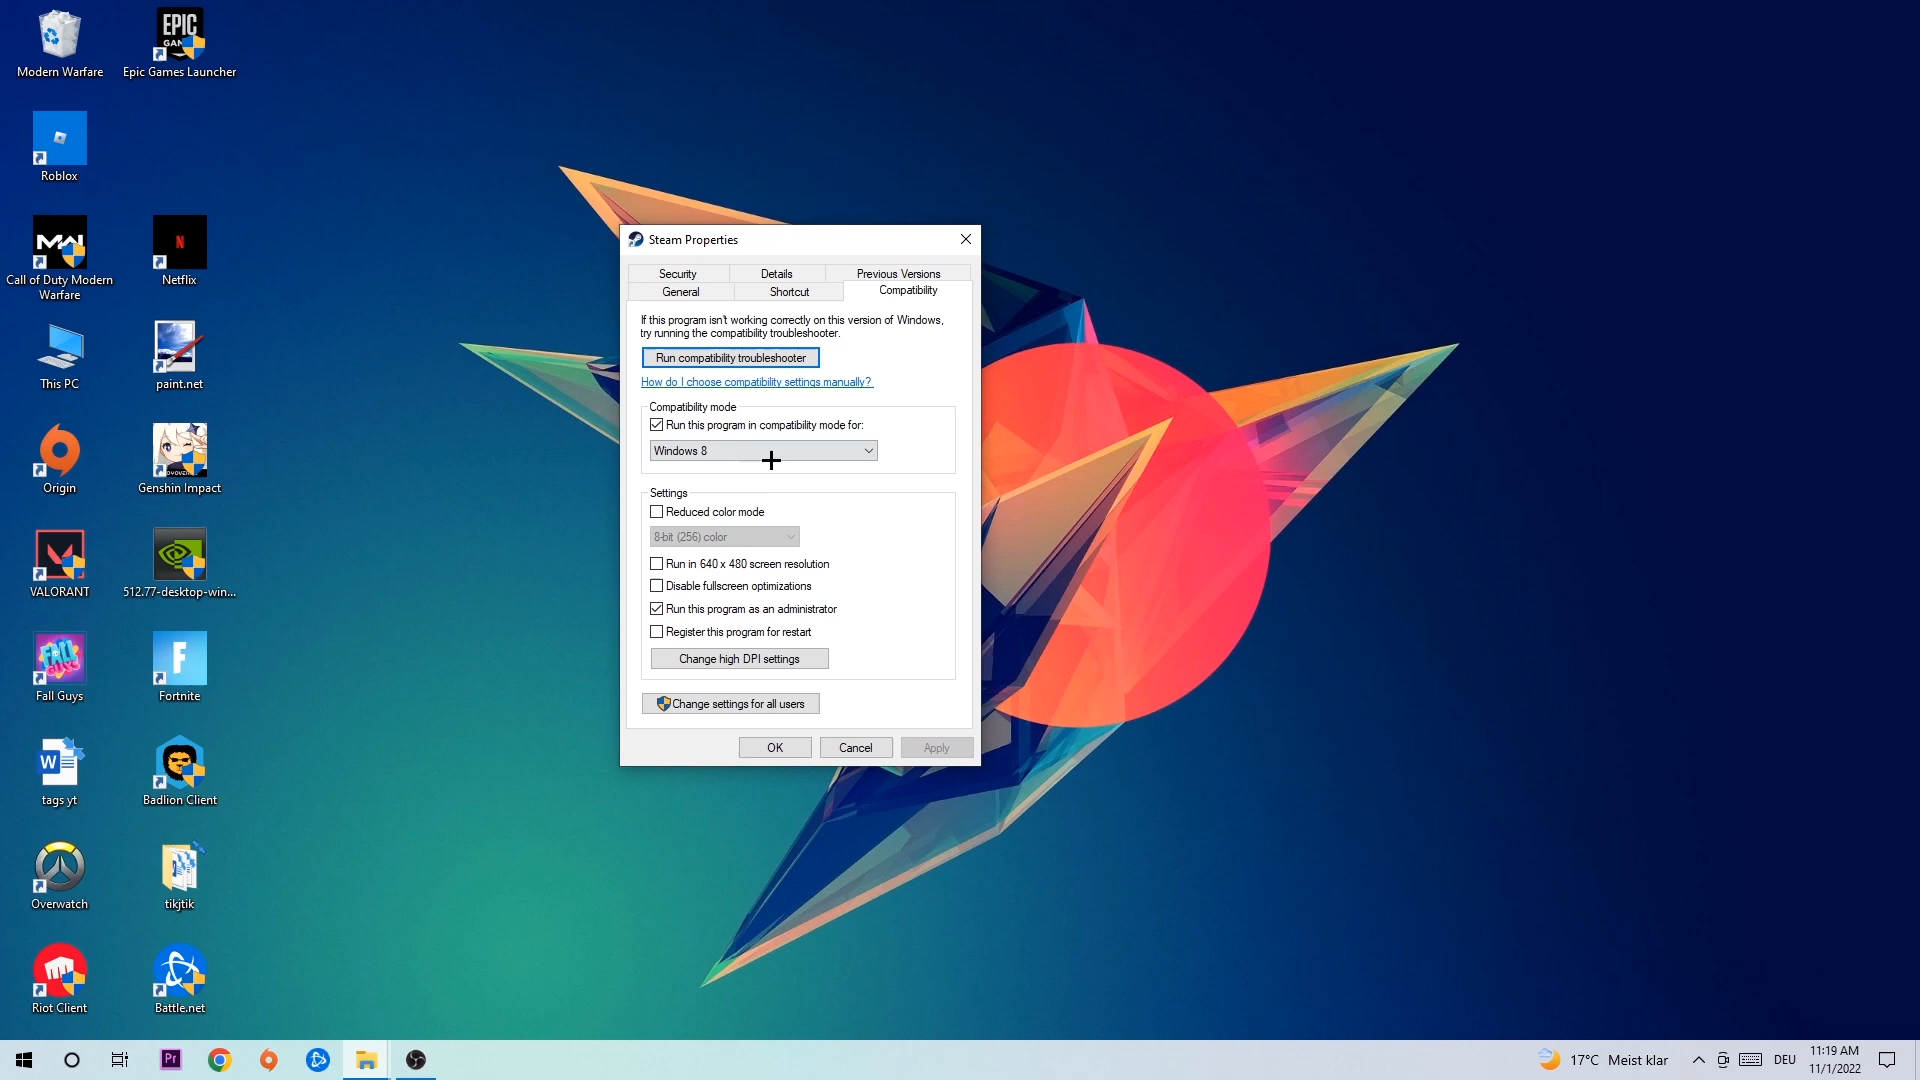 EPIC
GAMES
Modern Warfare
Epic Games Launcher
Roblox
MW
N
Call of Duty Modern
Warfare
Netflix
This PC
paint.net
Origin
Genshin Impact
VALORANT
512.77-desktop-win...
FALL
GUYS
F
Fall Guys
Fortnite
W
tags yt
Badlion Client
Overwatch
tikjtik
Riot Client
Battle.net
Steam Properties
Security
Details
Previous Versions
General
Shortcut
Compatibility
If this program isn't working correctly on this version of Windows,
try running the compatibility troubleshooter.
Run compatibility troubleshooter
How do I choose compatibility settings manually?
Compatibility mode
Run this program in compatibility mode for:
Windows 8
Settings
Reduced color mode
8-bit (256) color
Run in 640 x 480 screen resolution
Disable fullscreen optimizations
Run this program as an administrator
Register this program for restart
Change high DPI settings
Change settings for all users
OK
Cancel
Apply
Pr
17°C Meist klar
DEU
11:19 AM
11/1/2022